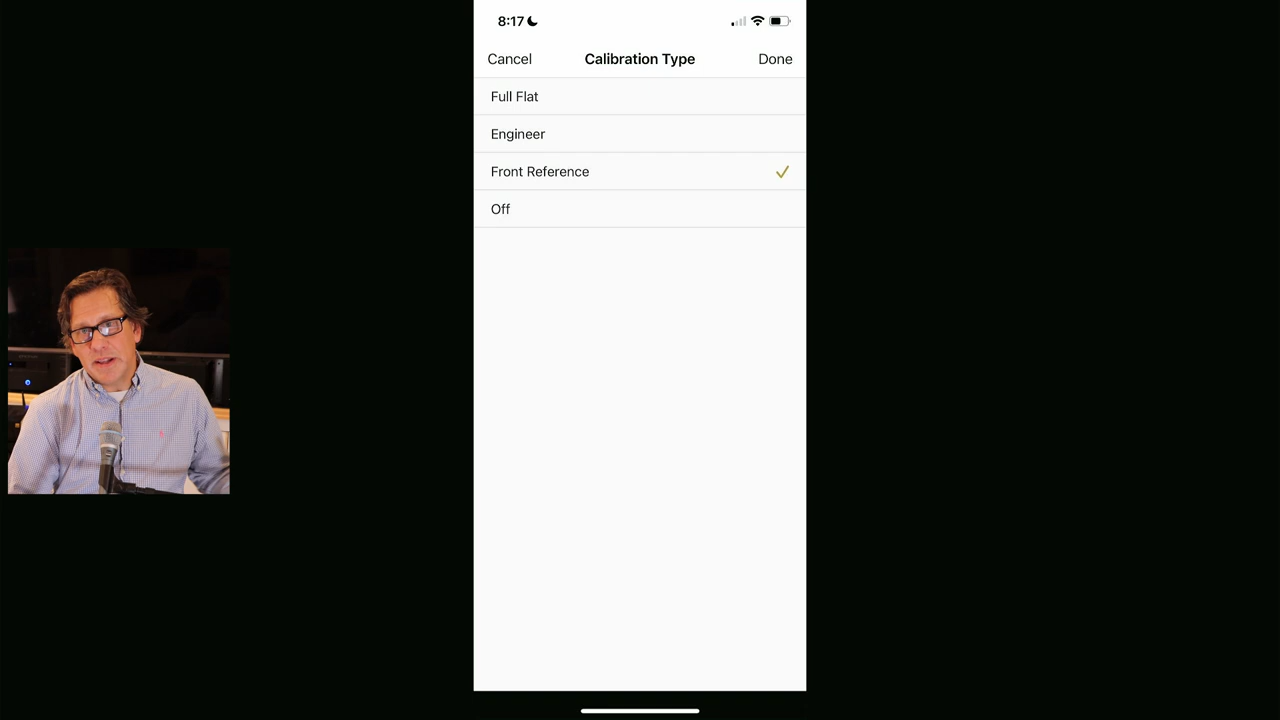 8:17
Cancel Calibration Type Done
Full Flat
Engineer
Front Reference
Off